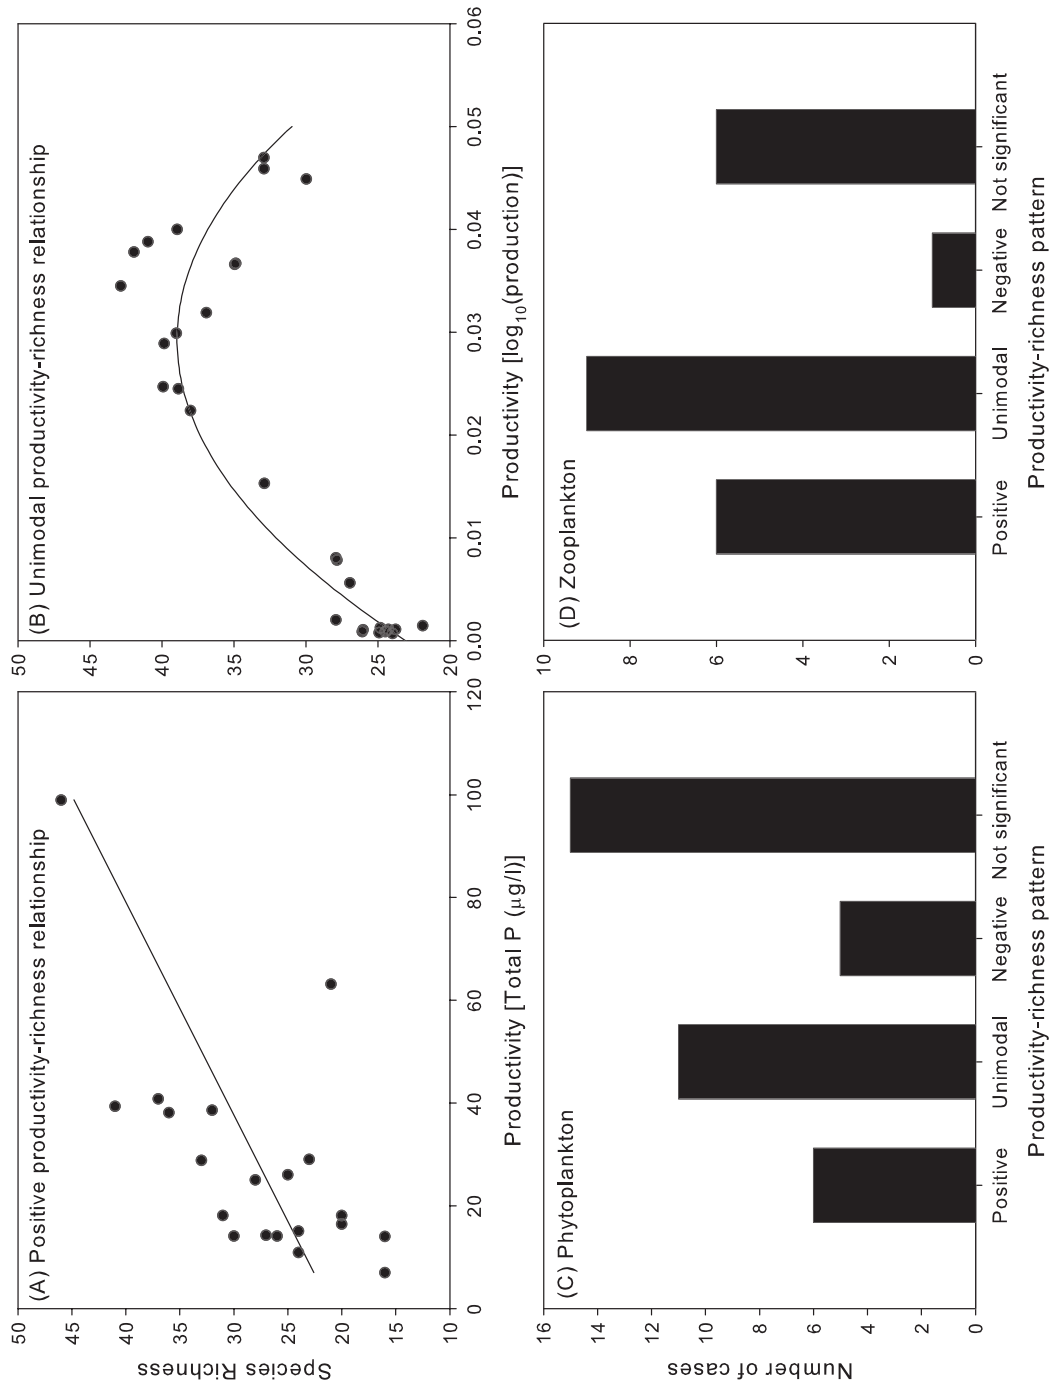 (A) Positive productivity-richness relationship
50
45
40
35
30
25
20
15
10
Species Richness
0 20 40 60 80 100 120
Productivity [Total P (µg/l)]
(B) Unimodal productivity-richness relationship
50
45
40
35
30
25
20
0.00 0.01 0.02 0.03 0.04 0.05 0.06
Productivity [log10(production)]
(C) Phytoplankton
16
14
12
10
8
6
4
2
0
Number of cases
Positive Unimodal Negative Not significant
Productivity-richness pattern
(D) Zooplankton
10
8
6
4
2
0
Positive Unimodal Negative Not significant
Productivity-richness pattern